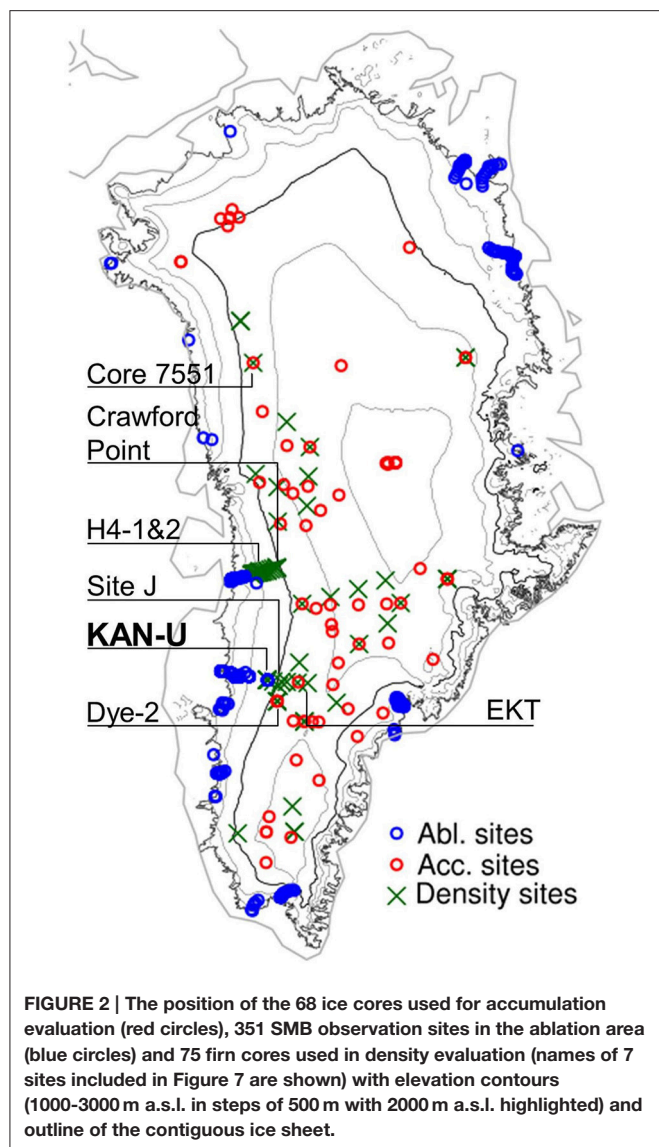 Core 7551
Crawford
Point
H4-1&2
Site J
KAN-U
Dye-2
EKT
Abl. sites
Acc. sites
Density sites
FIGURE 2 | The position of the 68 ice cores used for accumulation
evaluation (red circles), 351 SMB observation sites in the ablation area
(blue circles) and 75 firn cores used in density evaluation (names of 7
sites included in Figure 7 are shown) with elevation contours
(1000-3000 m a.s.l. in steps of 500 m with 2000 m a.s.l. highlighted) and
outline of the contiguous ice sheet.